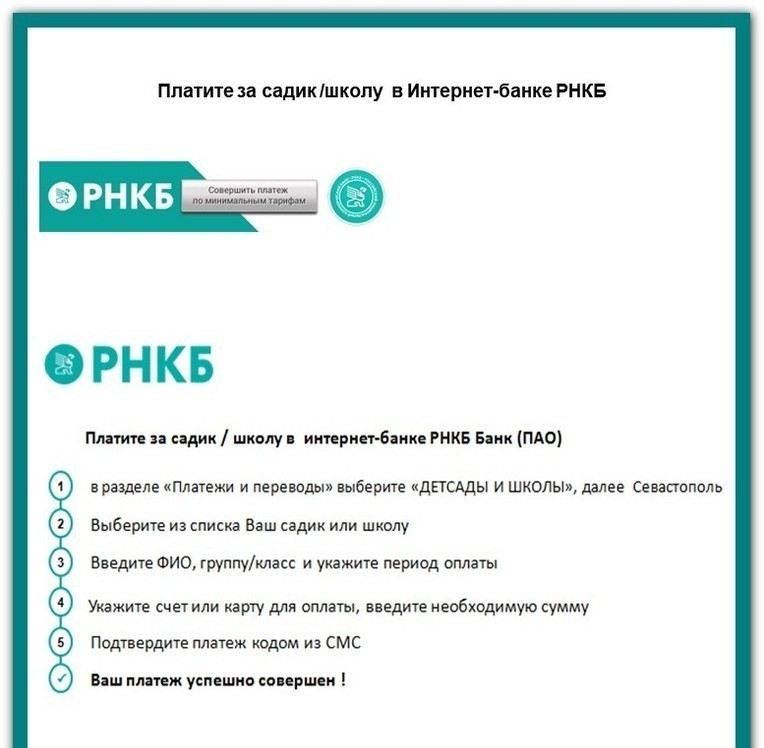 Платите за садик /школу в Интернет-банке РНКБ
РНКБ
Совершить платеж
по минимальным тарифам
РНКБ
Платите за садик / школу в интернет-банке РНКБ Банк (ПАО)
1 в разделе «Платежи и переводы» выберите «ДЕТСАДЫ И ШКОЛЫ», далее Севастополь
2 Выберите из списка Ваш садик или школу
3 Введите ФИО, группу/класс и укажите период оплаты
4 Укажите счет или карту для оплаты, введите необходимую сумму
5 Подтвердите платеж кодом из СМС
✓ Ваш платеж успешно совершен !